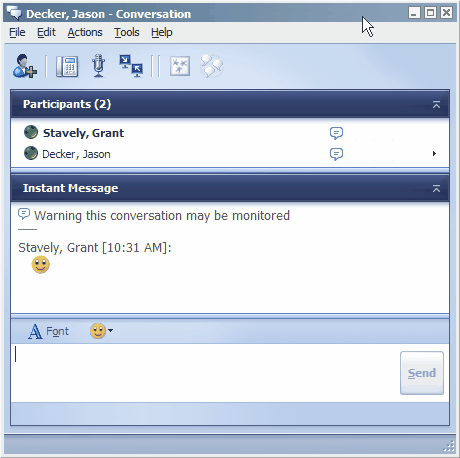 Decker, Jason - Conversation
File Edit Actions Tools Help
Participants (2)
Stavely, Grant
Decker, Jason
Instant Message
Warning this conversation may be monitored
Stavely, Grant [10:31 AM]:
A Font
Send